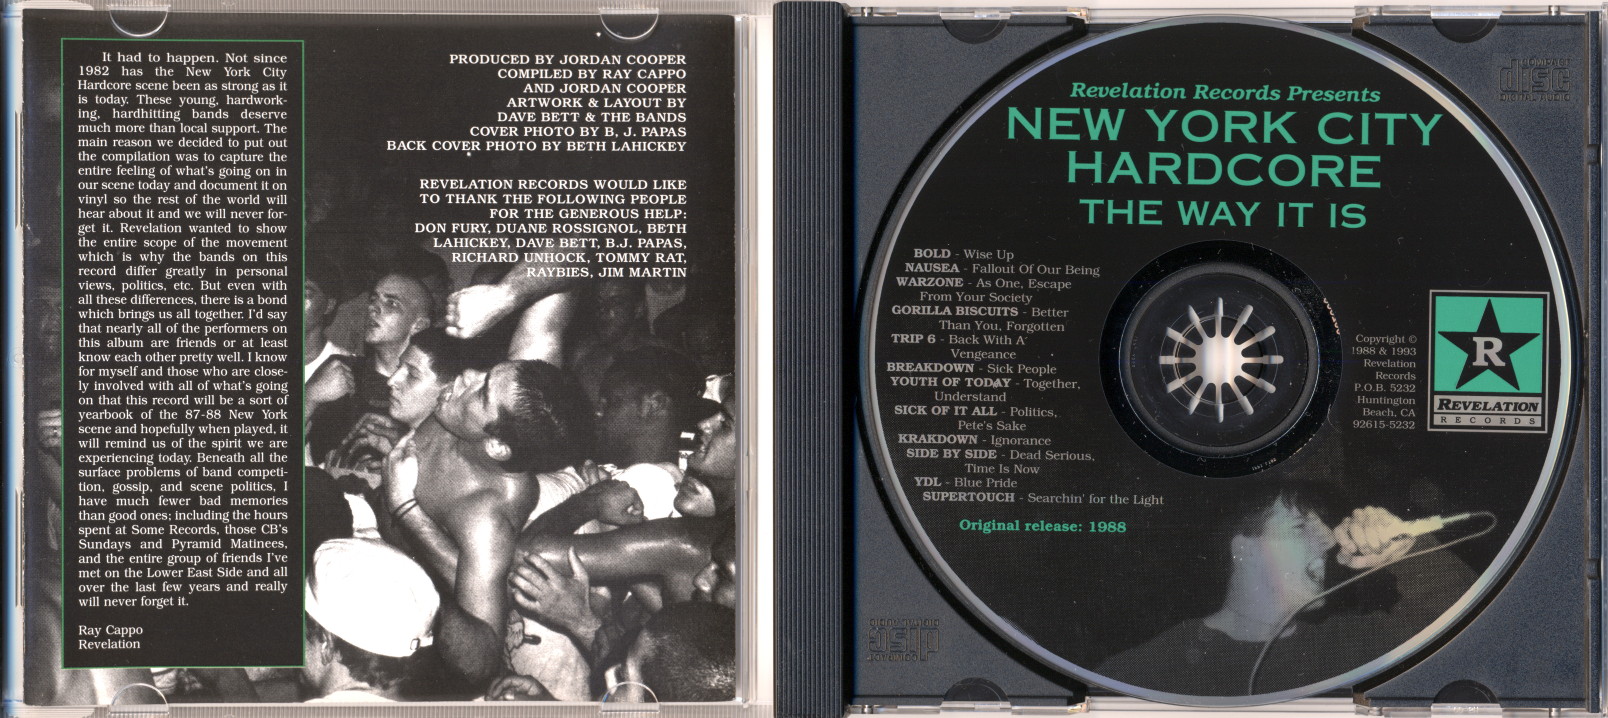 It had to happen. Not since
1982 has the New York City
Hardcore scene been as strong as it
is today. These young, hardwork-
ing, hardhitting bands deserve
much more than local support. The
main reason we decided to put out
the compilation was to capture the
entire feeling of what's going on in
our scene today and document it on
vinyl so the rest of the world will
hear about it and we will never for-
get it. Revelation wanted to show
the entire scope of the movement
which is why the bands on this
record differ greatly in personal
views, politics, etc. But even with
all these differences, there is a bond
which brings us all together. I'd say
that nearly all of the performers on
this album are friends or at least
know each other pretty well. I know
for myself and those who are close-
ly involved with all of what's going
on that this record will be a sort of
yearbook of the 87-88 New York
scene and hopefully when played, it
will remind us of the spirit we are
experiencing today. Beneath all the
surface problems of band competi-
tion, gossip, and scene politics, I
have much fewer bad memories
than good ones; including the hours
spent at Some Records, those CB's
Sundays and Pyramid Matinees,
and the entire group of friends I've
met on the Lower East Side and all
over the last few years and really
will never forget it.
Ray Cappo
Revelation
PRODUCED BY JORDAN COOPER
COMPILED BY RAY CAPPO
AND JORDAN COOPER
ARTWORK & LAYOUT BY
DAVE BETT & THE BANDS
COVER PHOTO BY B. J. PAPAS
BACK COVER PHOTO BY BETH LAHICKEY
REVELATION RECORDS WOULD LIKE
TO THANK THE FOLLOWING PEOPLE
FOR THE GENEROUS HELP:
DON FURY, DUANE ROSSIGNOL, BETH
LAHICKEY, DAVE BETT, B.J. PAPAS,
RICHARD UNHOCK, TOMMY RAT,
RAYBIES, JIM MARTIN
Revelation Records Presents
NEW YORK CITY
HARDCORE
THE WAY IT IS
BOLD - Wise Up
NAUSEA - Fallout Of Our Being
WARZONE - As One, Escape
From Your Society
GORILLA BISCUITS - Better
Than You, Forgotten
TRIP 6 - Back With A
Vengeance
BREAKDOWN - Sick People
YOUTH OF TODAY - Together,
Understand
SICK OF IT ALL - Politics,
Pete's Sake
KRAKDOWN - Ignorance
SIDE BY SIDE - Dead Serious,
Time Is Now
YDL - Blue Pride
SUPERTOUCH - Searchin' for the Light
Original release: 1988
Copyright ©
1988 & 1993
Revelation
Records
P.O.B. 5232
Huntington
Beach, CA
92615-5232
R
REVELATION
RECORDS
COMPACT
disc
DIGITAL AUDIO
COMPACT
disc
DIGITAL AUDIO